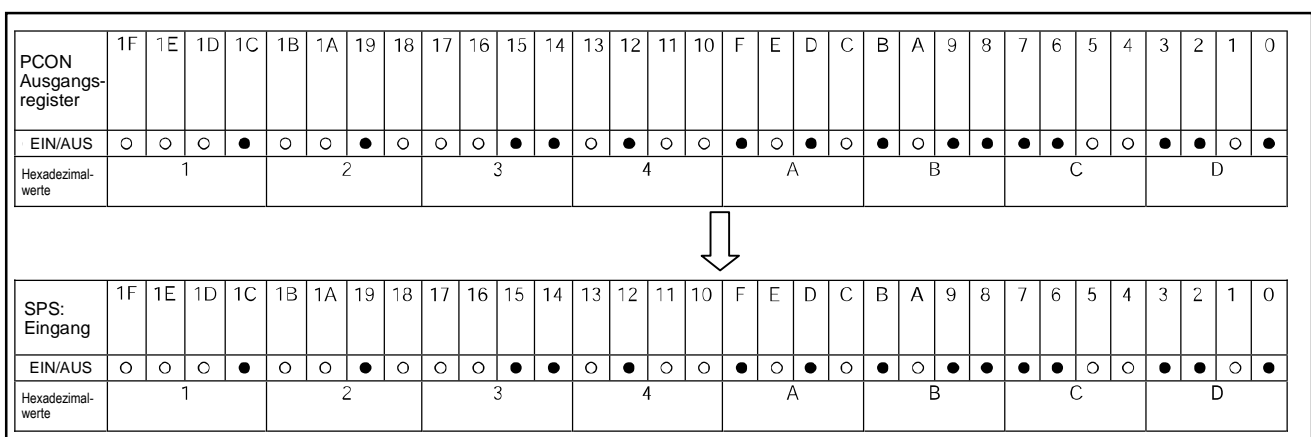 PCON Ausgangs-register 1F 1E 1D 1C 1B 1A 19 18 17 16 15 14 13 12 11 10 F E D C B A 9 8 7 6 5 4 3 2 1 0
EIN/AUS ○ ○ ○ ● ○ ○ ● ○ ○ ○ ● ● ○ ● ○ ○ ● ○ ● ○ ● ○ ● ● ● ● ○ ○ ● ● ○ ●
Hexadezimal-werte 1 2 3 4 A B C D
SPS: Eingang 1F 1E 1D 1C 1B 1A 19 18 17 16 15 14 13 12 11 10 F E D C B A 9 8 7 6 5 4 3 2 1 0
EIN/AUS ○ ○ ○ ● ○ ○ ● ○ ○ ○ ● ● ○ ● ○ ○ ● ○ ● ○ ● ○ ● ● ● ● ○ ○ ● ● ○ ●
Hexadezimal-werte 1 2 3 4 A B C D